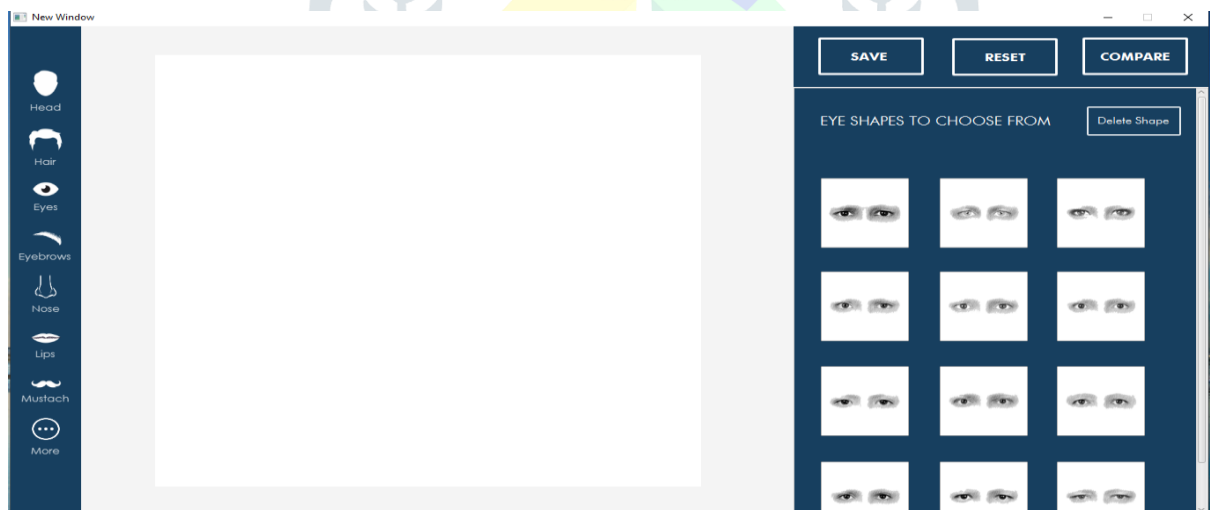 New Window
SAVE
RESET
COMPARE
Head
Hair
Eyes
Eyebrows
Nose
Lips
Mustach
More
EYE SHAPES TO CHOOSE FROM
Delete Shape